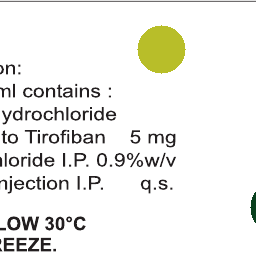 on:
ml contains :
ydrochloride
to Tirofiban 5 mg
loride I.P. 0.9%w/v
njection I.P. q.s.
LOW 30°C
REEZE.